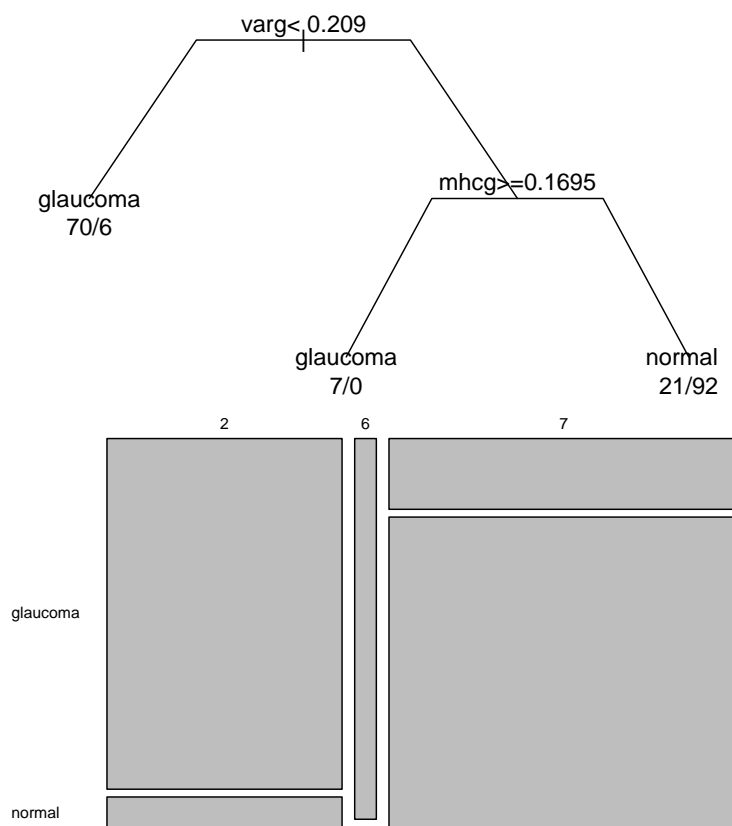 varg< 0.209
mhcg>=0.1695
glaucoma
70/6
glaucoma
7/0
normal
21/92
2 6 7
glaucoma
normal